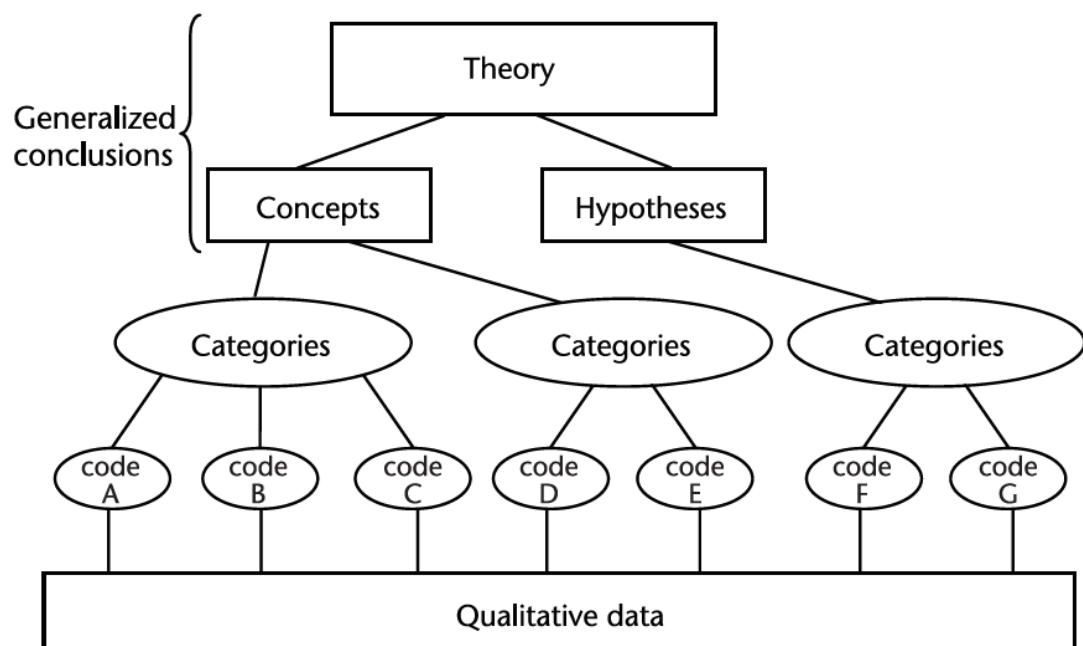 Theory
Generalized
conclusions
Concepts
Hypotheses
Categories
Categories
Categories
code
A
code
B
code
C
code
D
code
E
code
F
code
G
Qualitative data